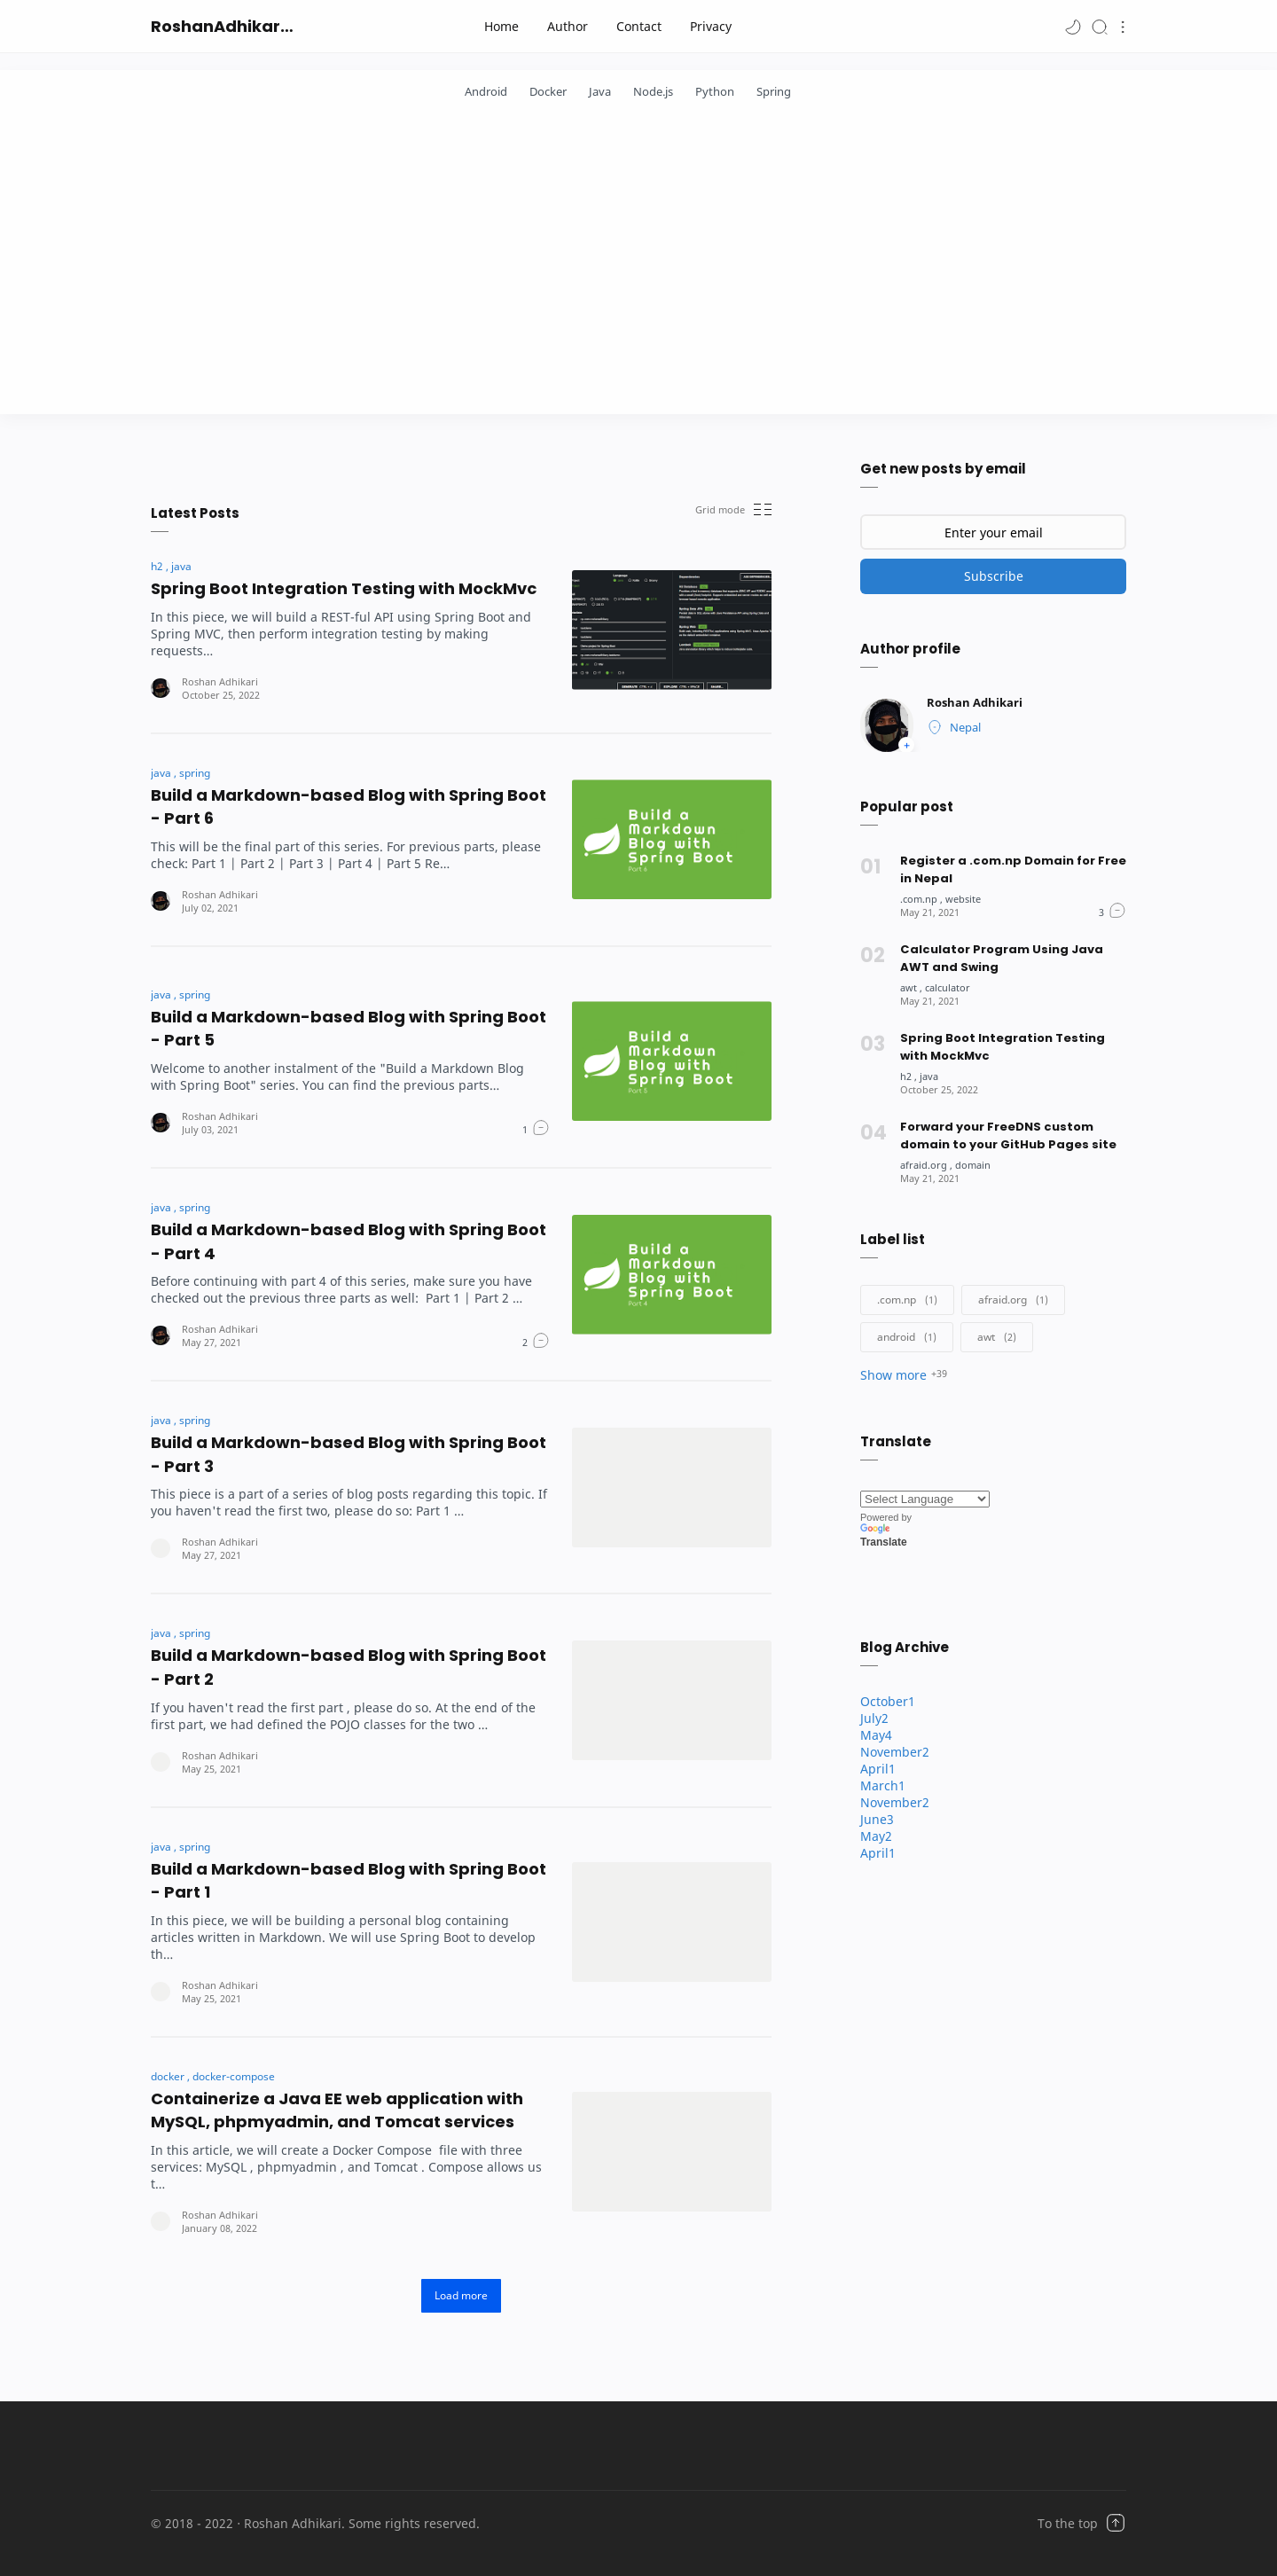 RoshanAdhikar...
Home Author Contact Privacy
Android Docker Java Node.js Python Spring
Latest Posts
Grid mode
h2 , java
Spring Boot Integration Testing with MockMvc
In this piece, we will build a REST-ful API using Spring Boot and
Spring MVC, then perform integration testing by making
requests...
Roshan Adhikari
October 25, 2022
java , spring
Build a Markdown-based Blog with Spring Boot
- Part 6
This will be the final part of this series. For previous parts, please
check: Part 1 | Part 2 | Part 3 | Part 4 | Part 5 Re...
Roshan Adhikari
July 02, 2021
Build a
Markdown
Blog with
Spring Boot
Part 6
java , spring
Build a Markdown-based Blog with Spring Boot
- Part 5
Welcome to another instalment of the "Build a Markdown Blog
with Spring Boot" series. You can find the previous parts...
Roshan Adhikari
July 03, 2021
1
Build a
Markdown
Blog with
Spring Boot
Part 5
java , spring
Build a Markdown-based Blog with Spring Boot
- Part 4
Before continuing with part 4 of this series, make sure you have
checked out the previous three parts as well:  Part 1 | Part 2 ...
Roshan Adhikari
May 27, 2021
2
Build a
Markdown
Blog with
Spring Boot
Part 4
java , spring
Build a Markdown-based Blog with Spring Boot
- Part 3
This piece is a part of a series of blog posts regarding this topic. If
you haven't read the first two, please do so: Part 1 ...
Roshan Adhikari
May 27, 2021
java , spring
Build a Markdown-based Blog with Spring Boot
- Part 2
If you haven't read the first part , please do so. At the end of the
first part, we had defined the POJO classes for the two ...
Roshan Adhikari
May 25, 2021
java , spring
Build a Markdown-based Blog with Spring Boot
- Part 1
In this piece, we will be building a personal blog containing
articles written in Markdown. We will use Spring Boot to develop
th...
Roshan Adhikari
May 25, 2021
docker , docker-compose
Containerize a Java EE web application with
MySQL, phpmyadmin, and Tomcat services
In this article, we will create a Docker Compose  file with three
services: MySQL , phpmyadmin , and Tomcat . Compose allows us
t...
Roshan Adhikari
January 08, 2022
Load more
Get new posts by email
Enter your email
Subscribe
Author profile
Roshan Adhikari
Nepal
Popular post
01
Register a .com.np Domain for Free
in Nepal
.com.np , website
May 21, 2021
3
02
Calculator Program Using Java
AWT and Swing
awt , calculator
May 21, 2021
03
Spring Boot Integration Testing
with MockMvc
h2 , java
October 25, 2022
04
Forward your FreeDNS custom
domain to your GitHub Pages site
afraid.org , domain
May 21, 2021
Label list
.com.np (1) afraid.org (1)
android (1) awt (2)
Show more +39
Translate
Select Language
Powered by
Google
Translate
Blog Archive
October1
July2
May4
November2
April1
March1
November2
June3
May2
April1
© 2018 - 2022 · Roshan Adhikari. Some rights reserved.
To the top